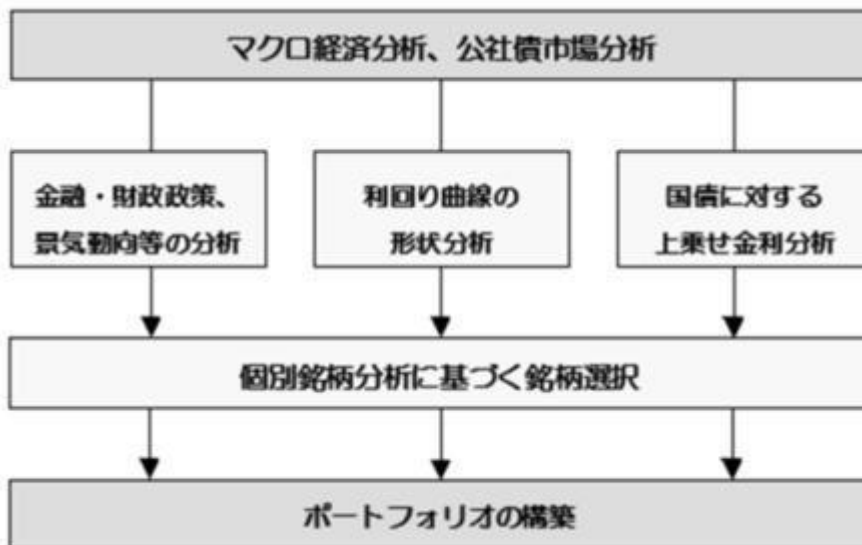 マクロ経済分析、公社債市場分析
金融・財政政策、
景気動向等の分析
利回り曲線の
形状分析
国債に対する
上乗せ金利分析
個別銘柄分析に基づく銘柄選択
ポートフォリオの構築